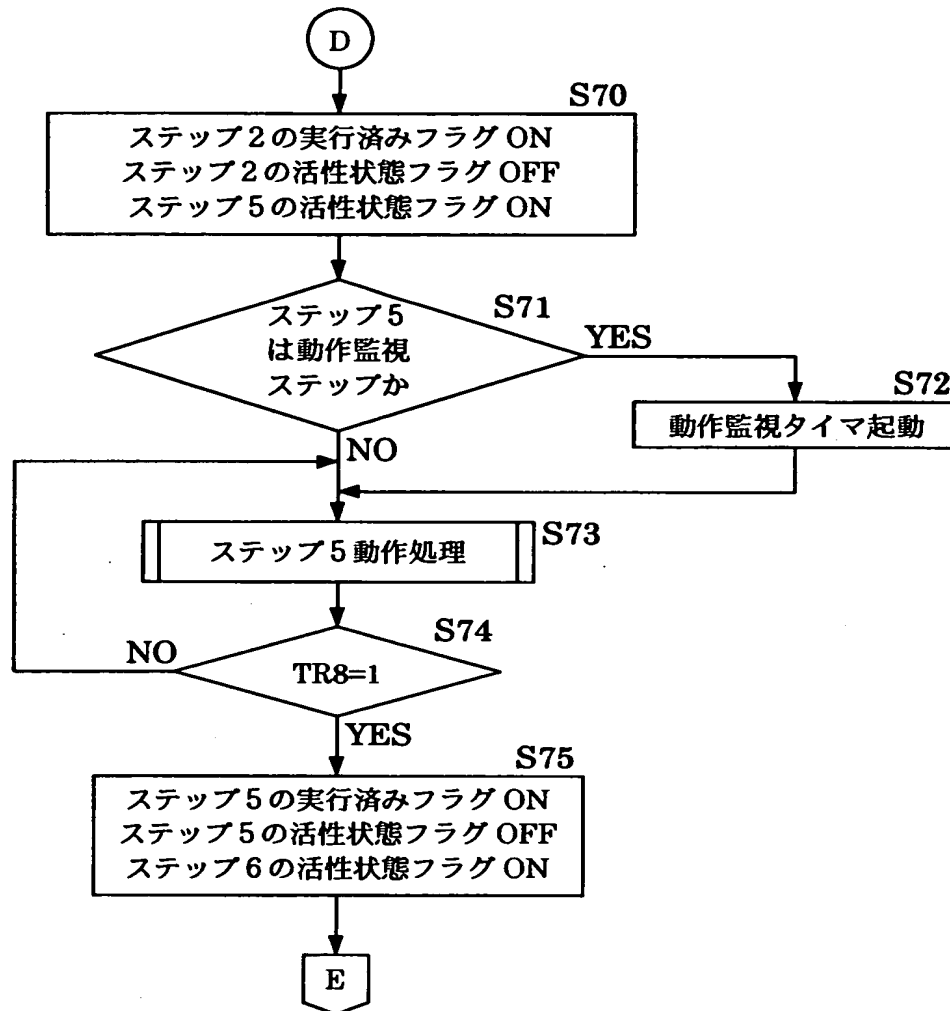 D
S70
ステップ2の実行済みフラグ ON
ステップ2の活性状態フラグ OFF
ステップ5の活性状態フラグ ON
S71
ステップ5
は動作監視
ステップか
YES
S72
動作監視タイマ起動
NO
S73
ステップ5動作処理
S74
NO
TR8=1
YES
S75
ステップ5の実行済みフラグ ON
ステップ5の活性状態フラグ OFF
ステップ6の活性状態フラグ ON
E